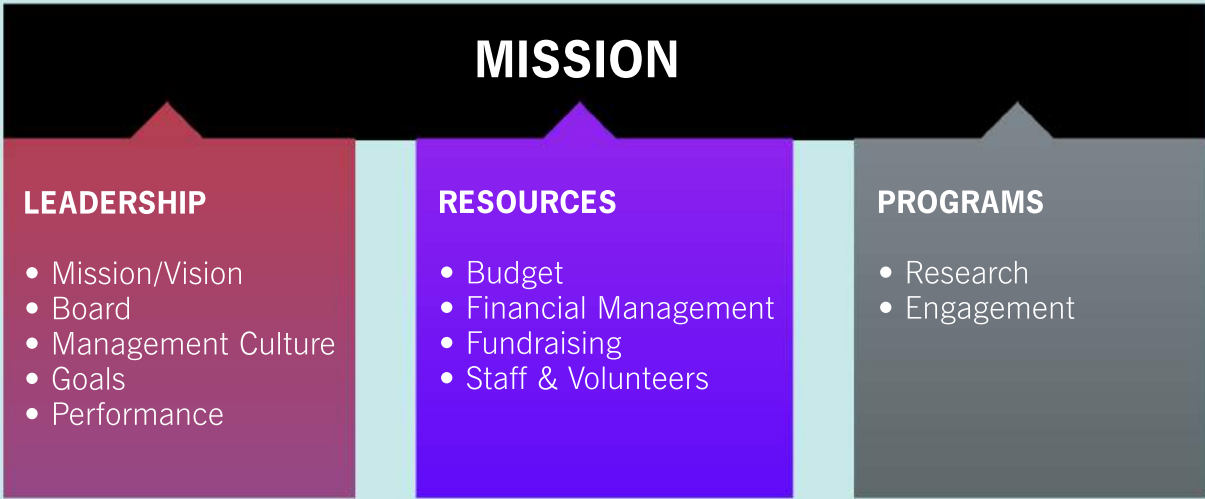 MISSION
LEADERSHIP
• Mission/Vision
• Board
• Management Culture
• Goals
• Performance
RESOURCES
• Budget
• Financial Management
• Fundraising
• Staff & Volunteers
PROGRAMS
• Research
• Engagement